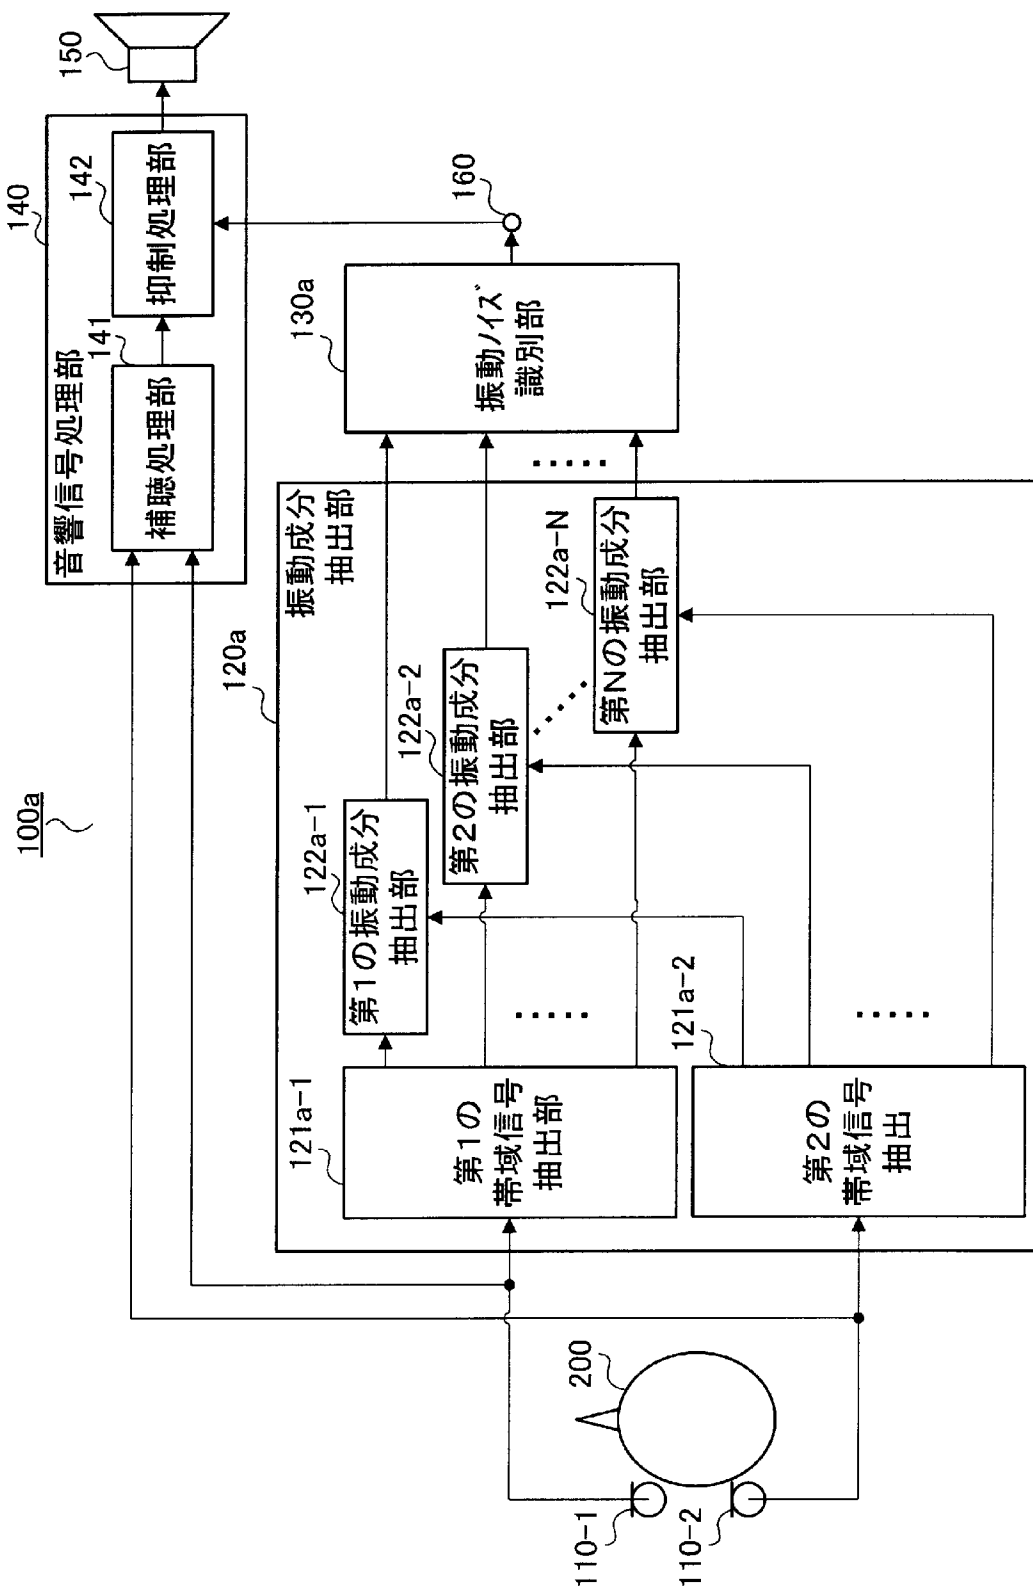 100a
110-1
110-2
200
120a
振動成分
抽出部
121a-1
第1の
帯域信号
抽出部
121a-2
第2の
帯域信号
抽出
122a-1
第1の振動成分
抽出部
122a-2
第2の振動成分
抽出部
122a-N
第Nの振動成分
抽出部
130a
振動ノイズ
識別部
160
140
音響信号処理部
141
補聴処理部
142
抑制処理部
150